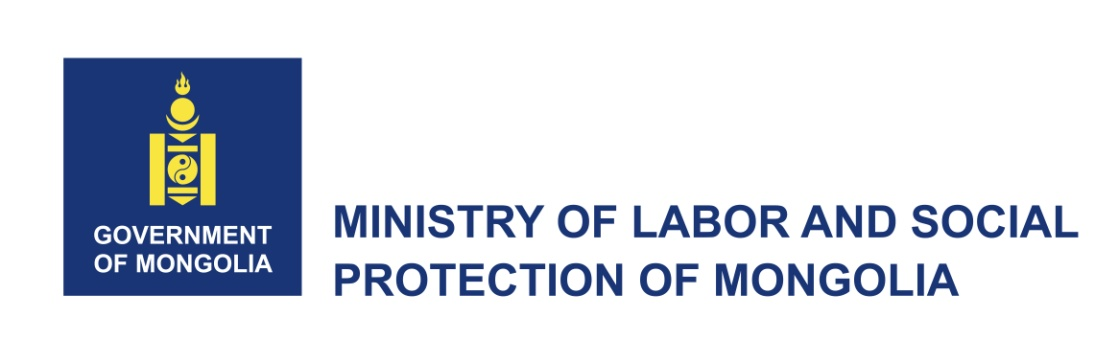 GOVERNMENT
OF MONGOLIA
MINISTRY OF LABOR AND SOCIAL
PROTECTION OF MONGOLIA